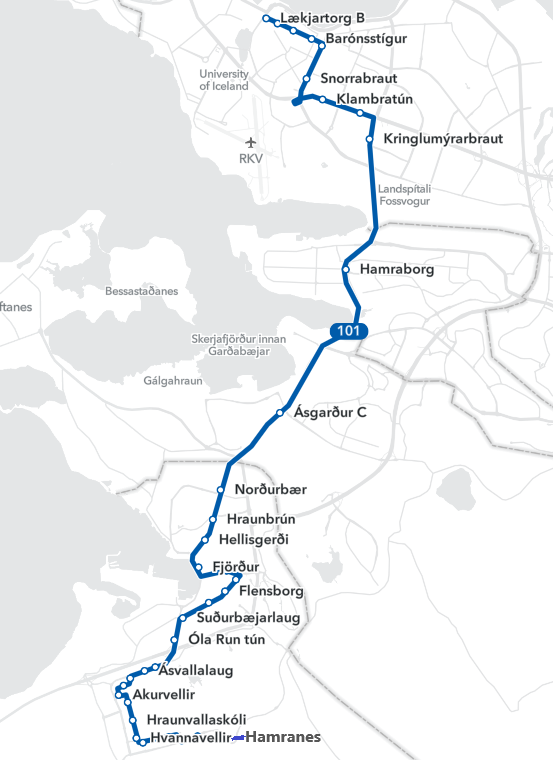 Lækjartorg B
Barónsstígur
University
of Iceland
Snorrabraut
Klambratún
Kringlumýrarbraut
RKV
Landspítali
Fossvogur
Hamraborg
Bessastaðanes
ftanes
101
Skerjafjörður innan
Garðabæjar
Gálgahraun
Ásgarður C
Norðurbær
Hraunbrún
Hellisgerði
Fjörður
Flensborg
Suðurbæjarlaug
Óla Run tún
Ásvallalaug
Akurvellir
Hraunvallaskóli
Hvannavellir
Hamranes